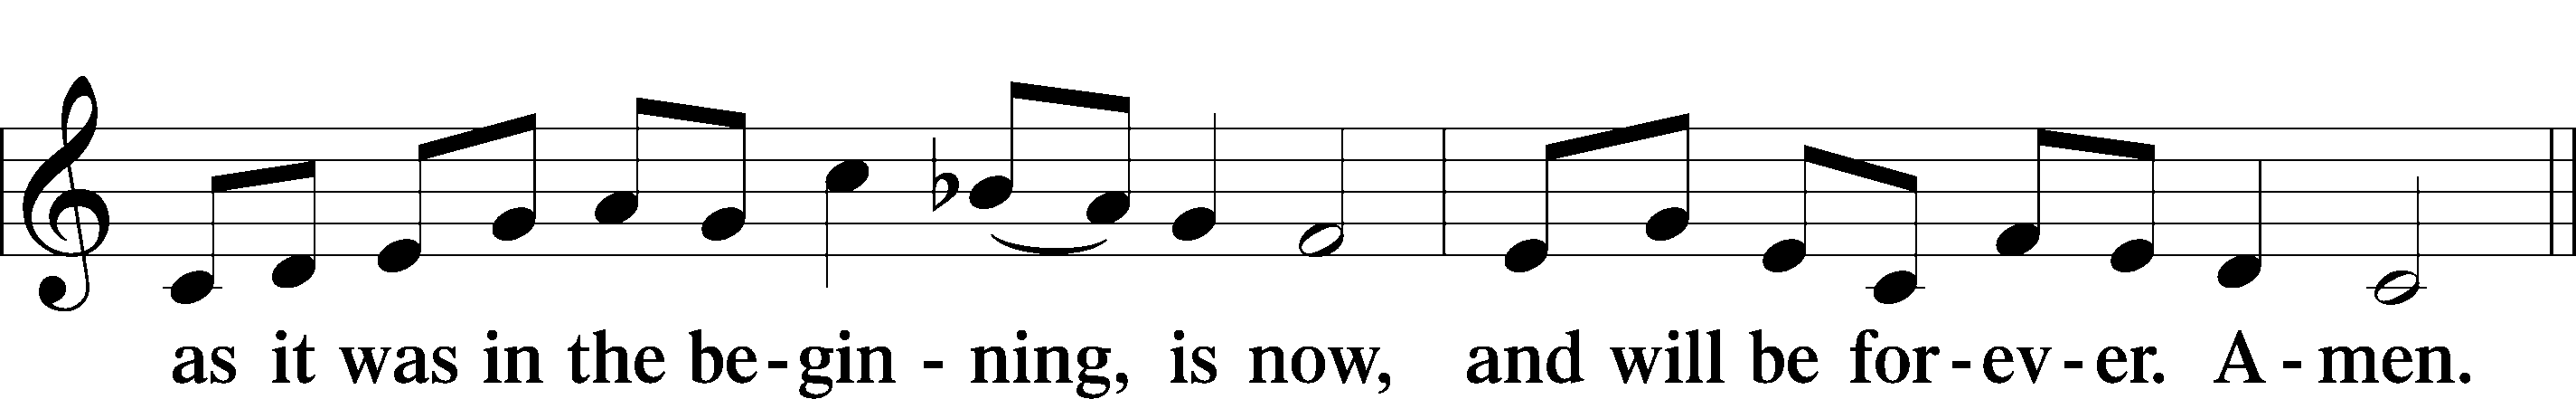 as it was in the be-gin - ning, is now, and will be for-ev-er. A-men.